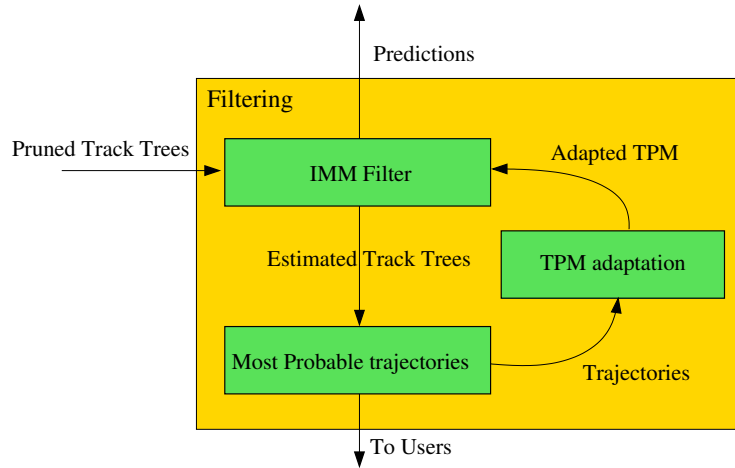 Predictions
Filtering
Pruned Track Trees
Adapted TPM
IMM Filter
Estimated Track Trees
TPM adaptation
Most Probable trajectories
Trajectories
To Users